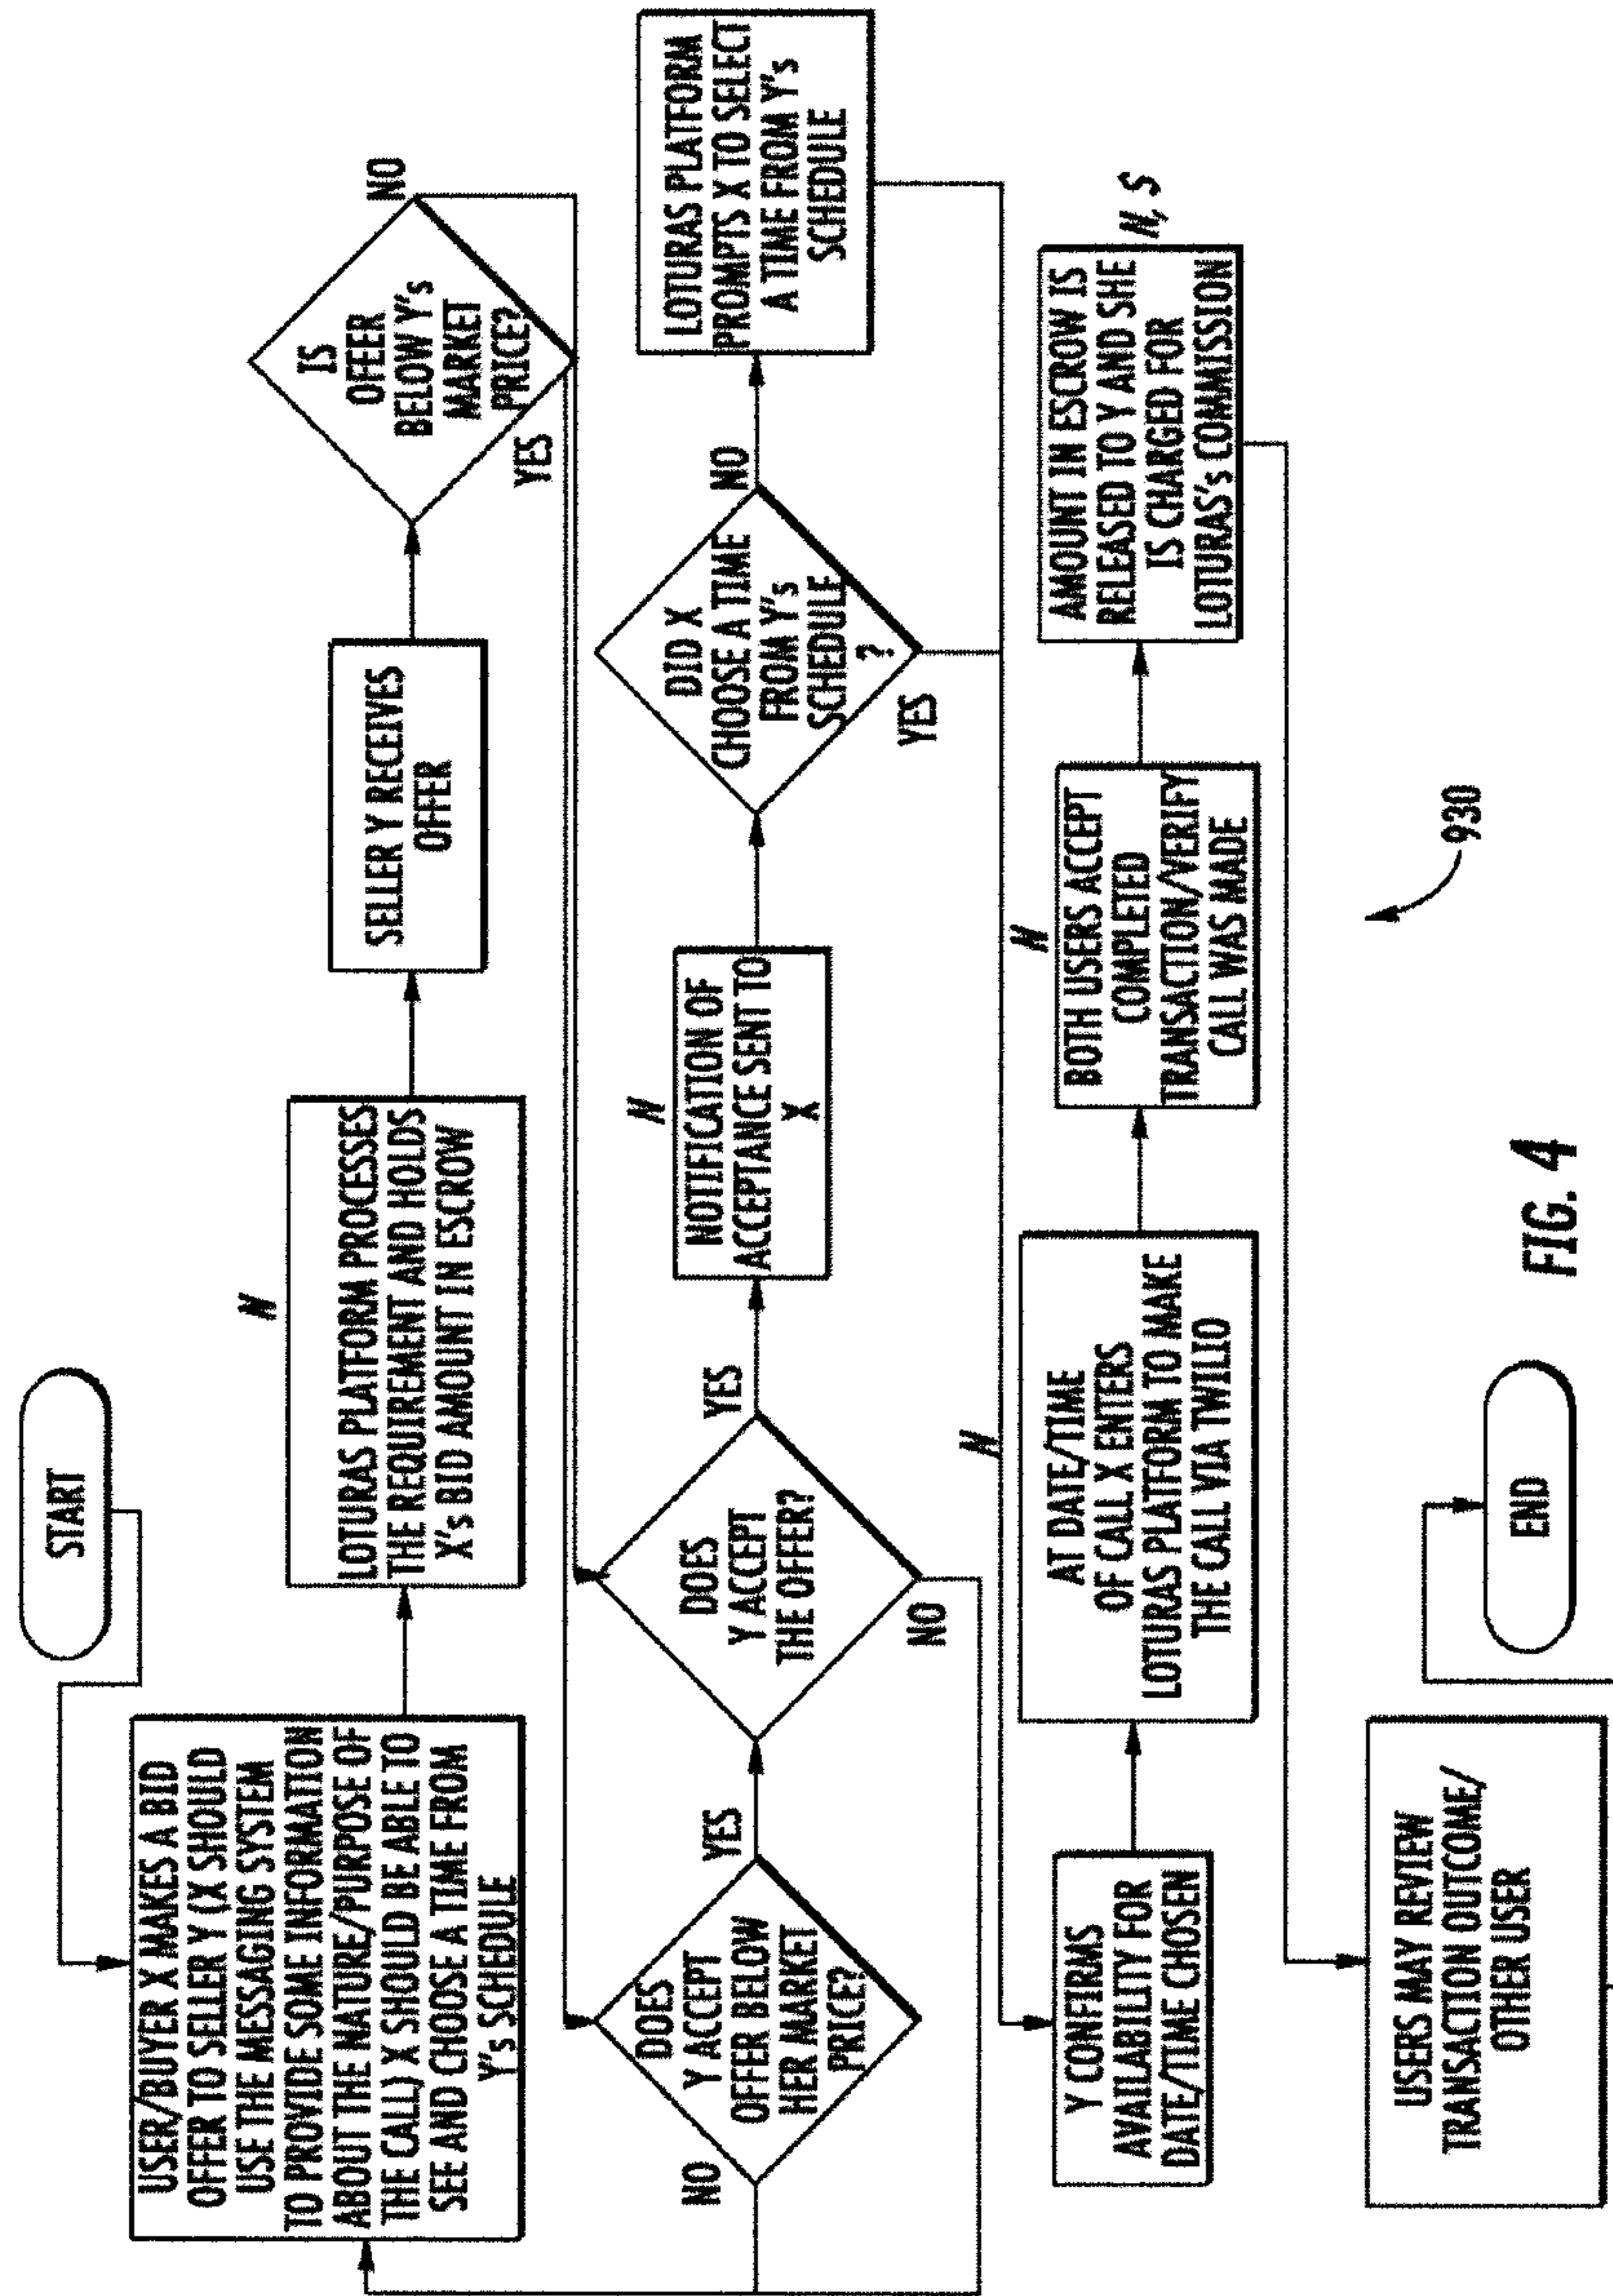 START
USER/BUYER X MAKES A BID
OFFER TO SELLER Y (X SHOULD
USE THE MESSAGING SYSTEM
TO PROVIDE SOME INFORMATION
ABOUT THE NATURE/PURPOSE OF
THE CALL) X SHOULD BE ABLE TO
SEE AND CHOOSE A TIME FROM
Y's SCHEDULE
N
LOTURAS PLATFORM PROCESSES
THE REQUIREMENT AND HOLDS
X's BID AMOUNT IN ESCROW
SELLER Y RECEIVES
OFFER
IS
OFFER
BELOW Y's
MARKET
PRICE?
NO
YES
DOES
Y ACCEPT
OFFER BELOW
HER MARKET
PRICE?
NO
YES
DOES
Y ACCEPT
THE OFFER?
YES
NO
N
NOTIFICATION OF
ACCEPTANCE SENT TO
X
DID X
CHOOSE A TIME
FROM Y's
SCHEDULE
?
NO
YES
LOTURAS PLATFORM
PROMPTS X TO SELECT
A TIME FROM Y's
SCHEDULE
Y CONFIRMS
AVAILABILITY FOR
DATE/TIME CHOSEN
N
AT DATE/TIME
OF CALL X ENTERS
LOTURAS PLATFORM TO MAKE
THE CALL VIA TWILIO
N
BOTH USERS ACCEPT
COMPLETED
TRANSACTION/VERIFY
CALL WAS MADE
AMOUNT IN ESCROW IS
RELEASED TO Y AND SHE
IS CHARGED FOR
LOTURAS's COMMISSION
N, S
USERS MAY REVIEW
TRANSACTION OUTCOME/
OTHER USER
END
930
FIG. 4